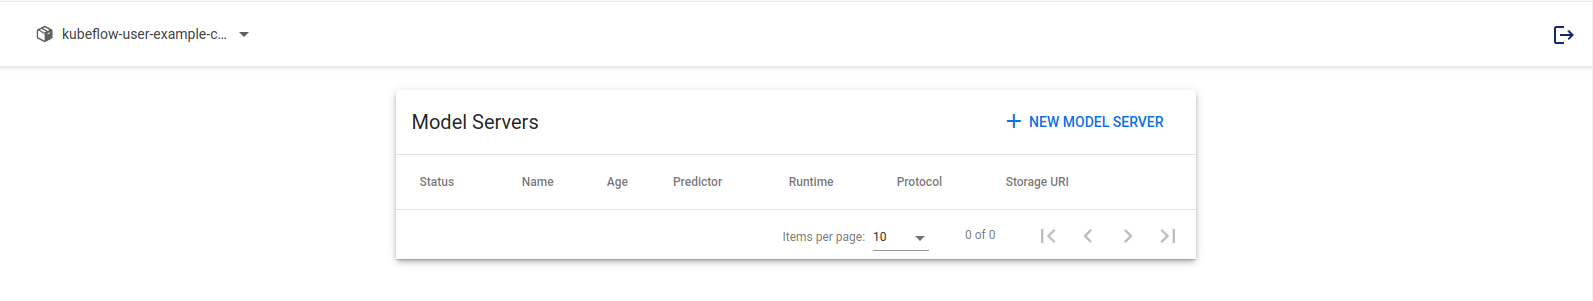 kubeflow-user-example-c...
Model Servers
NEW MODEL SERVER
Status Name Age Predictor Runtime Protocol Storage URI
Items per page: 10 0 of 0